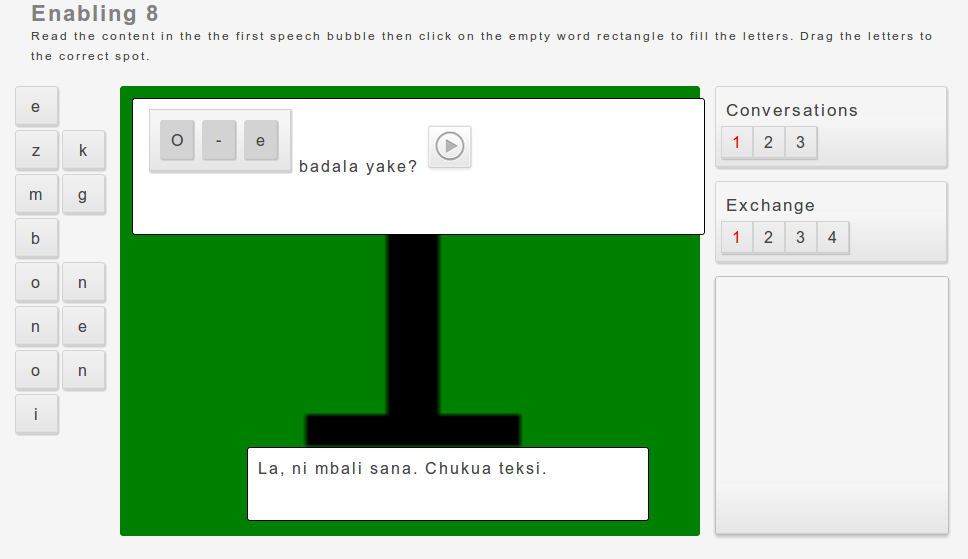 Enabling 8
Read the content in the the first speech bubble then click on the empty word rectangle to fill the letters. Drag the letters to
the correct spot.
e
z k
m g
b
o n
n e
o n
i
O - e badala yake?
La, ni mbali sana. Chukua teksi.
Conversations
1 2 3
Exchange
1 2 3 4